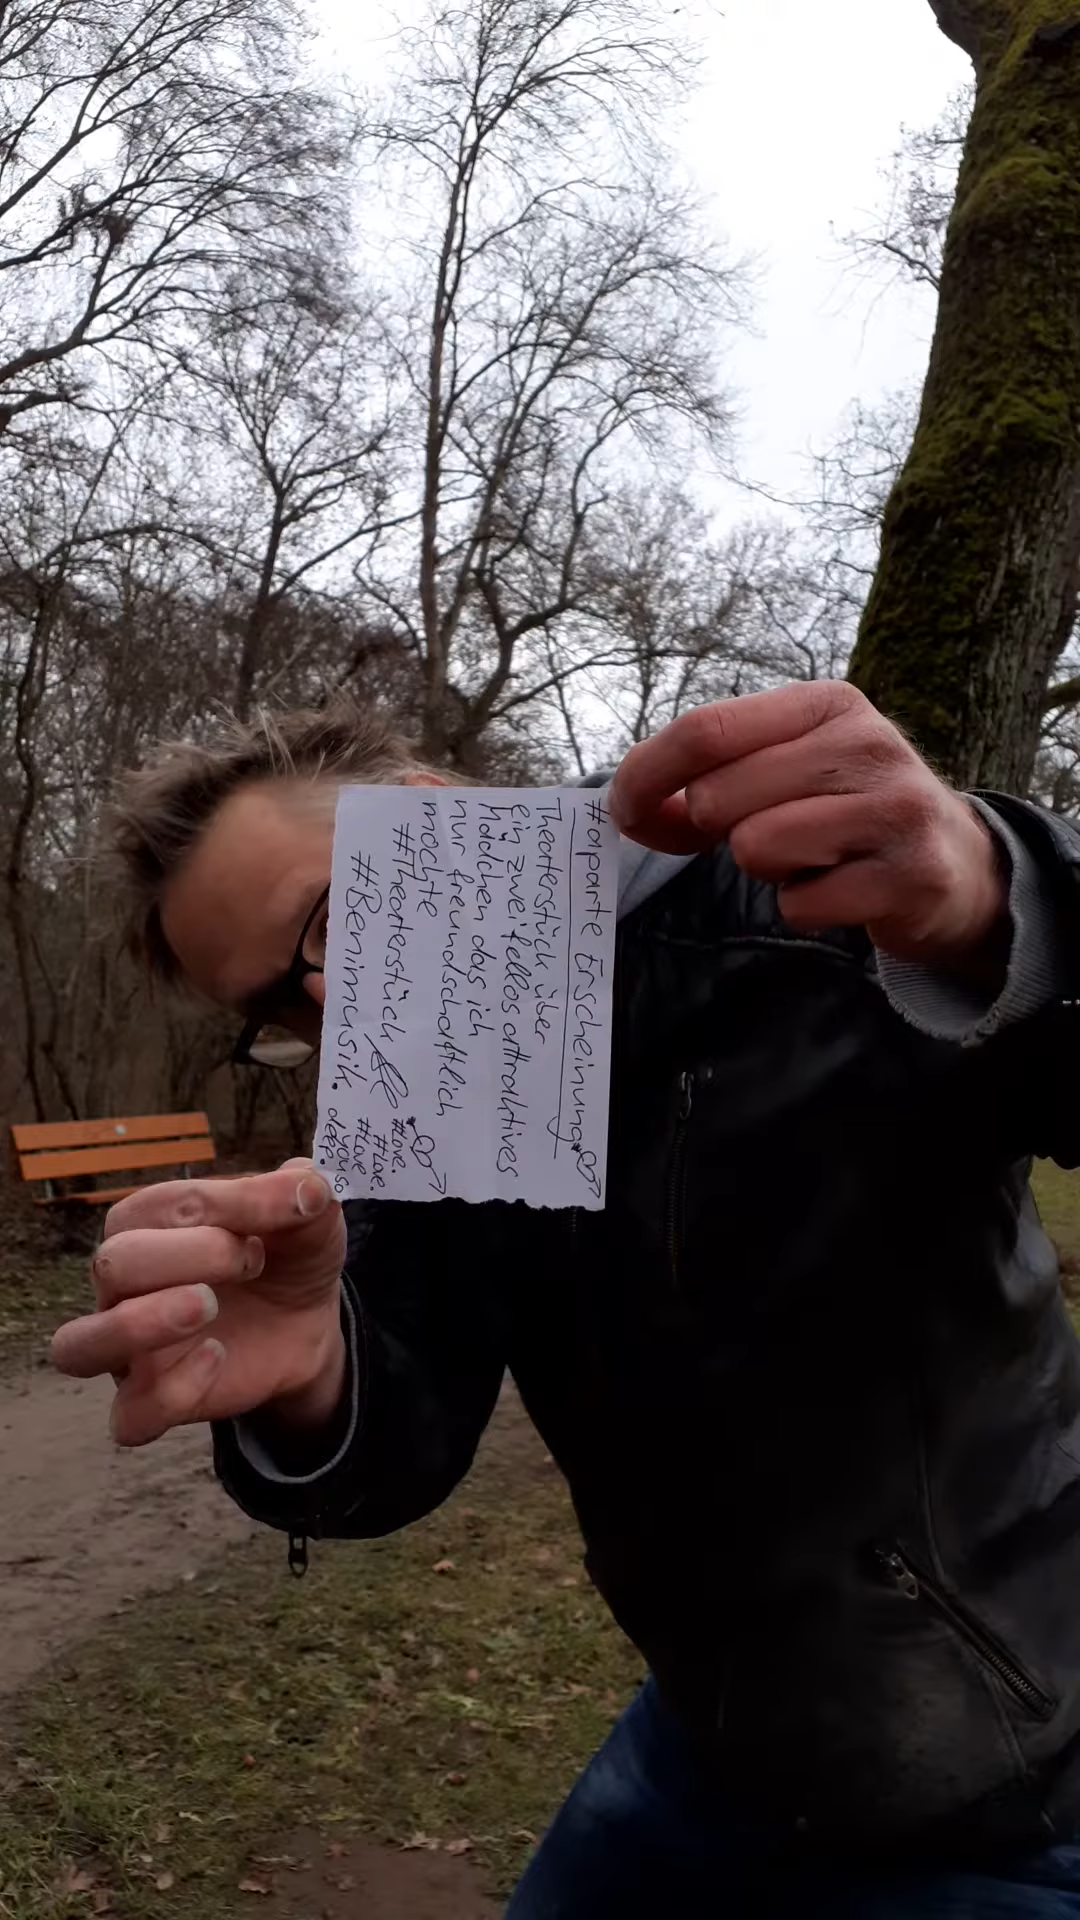 #aparte Erscheinung.
Theaterstück über
ein zweifellos attraktives
Mädchen das ich
nur freundschaftlich
möchte
#Theaterstück
#Benimusik.
#Love.
#Love.
#Love
you so
deep.